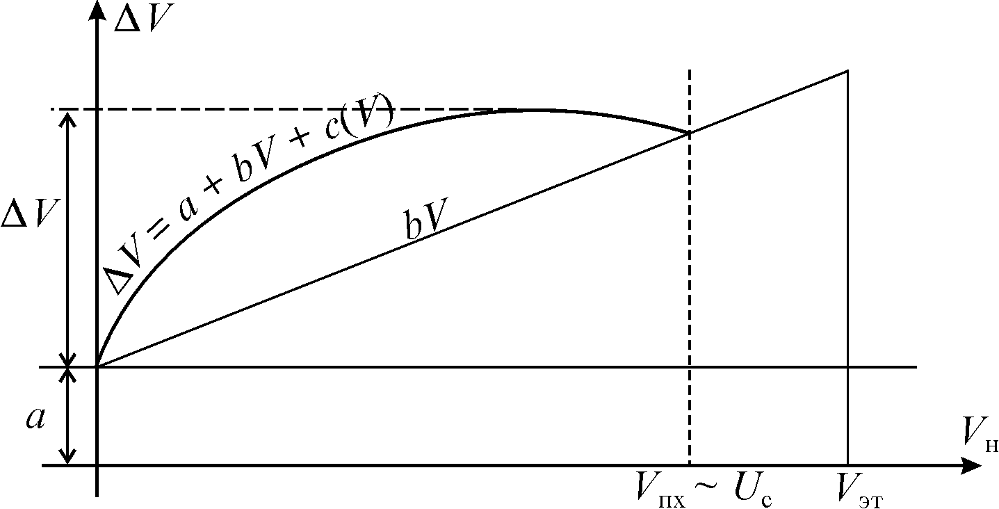 ΔV
ΔV = a + bV + c(V)
ΔV
bV
a
Vн
Vпх ~ Uс
Vэт